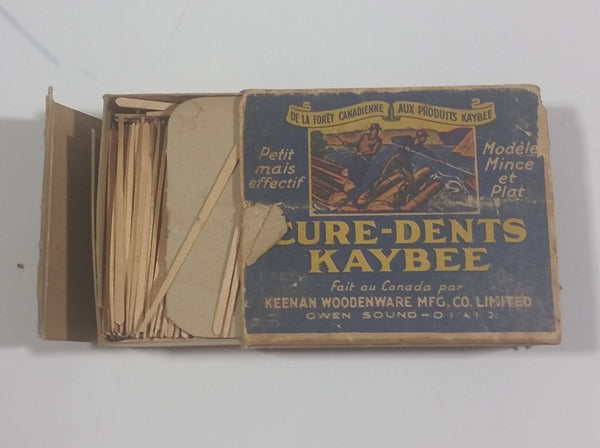 DE LA FORÊT CANADIENNE AUX PRODUITS KAYBEE
Petit
mais
effectif
Modèle
Mince
et
Plat
CURE-DENTS
KAYBEE
Fait au Canada par
KEENAN WOODENWARE MFG. CO. LIMITED
OWEN SOUND-